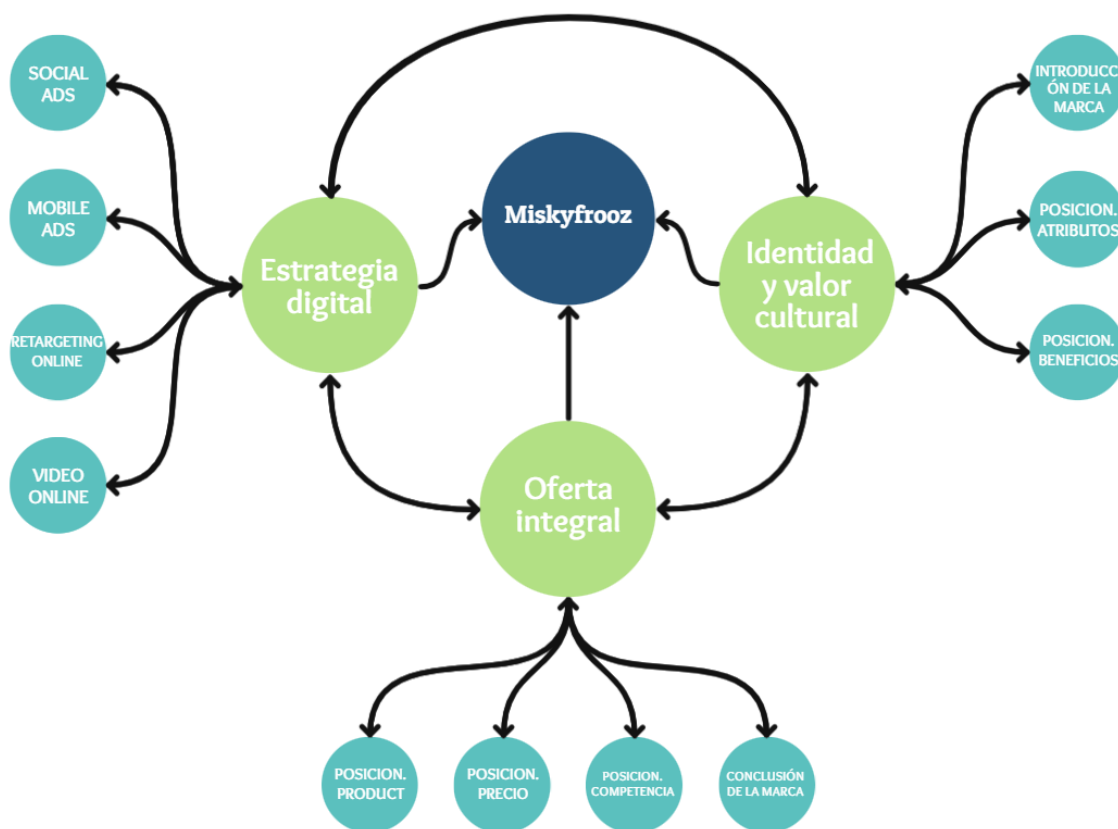 SOCIAL
ADS
MOBILE
ADS
RETARGETING
ONLINE
VIDEO
ONLINE
Estrategia
digital
Miskyfrooz
Identidad
y valor
cultural
INTRODUCCI
ÓN DE LA
MARCA
POSICION.
ATRIBUTOS
POSICION.
BENEFICIOS
Oferta
integral
POSICION.
PRODUCT
POSICION.
PRECIO
POSICION.
COMPETENCIA
CONCLUSIÓN
DE LA MARCA